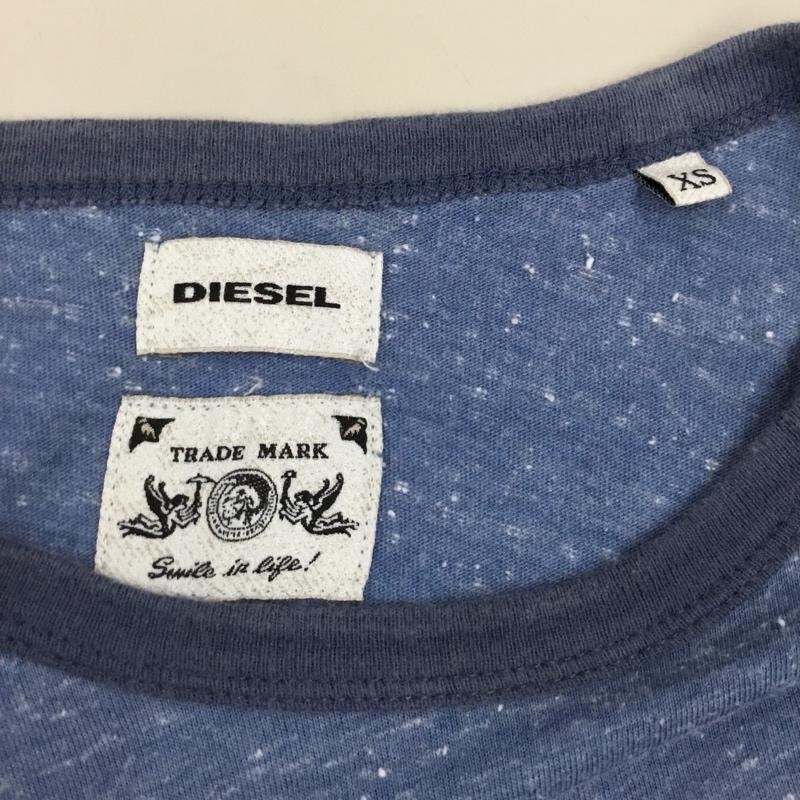 XS
DIESEL
TRADE MARK
Smile in life!